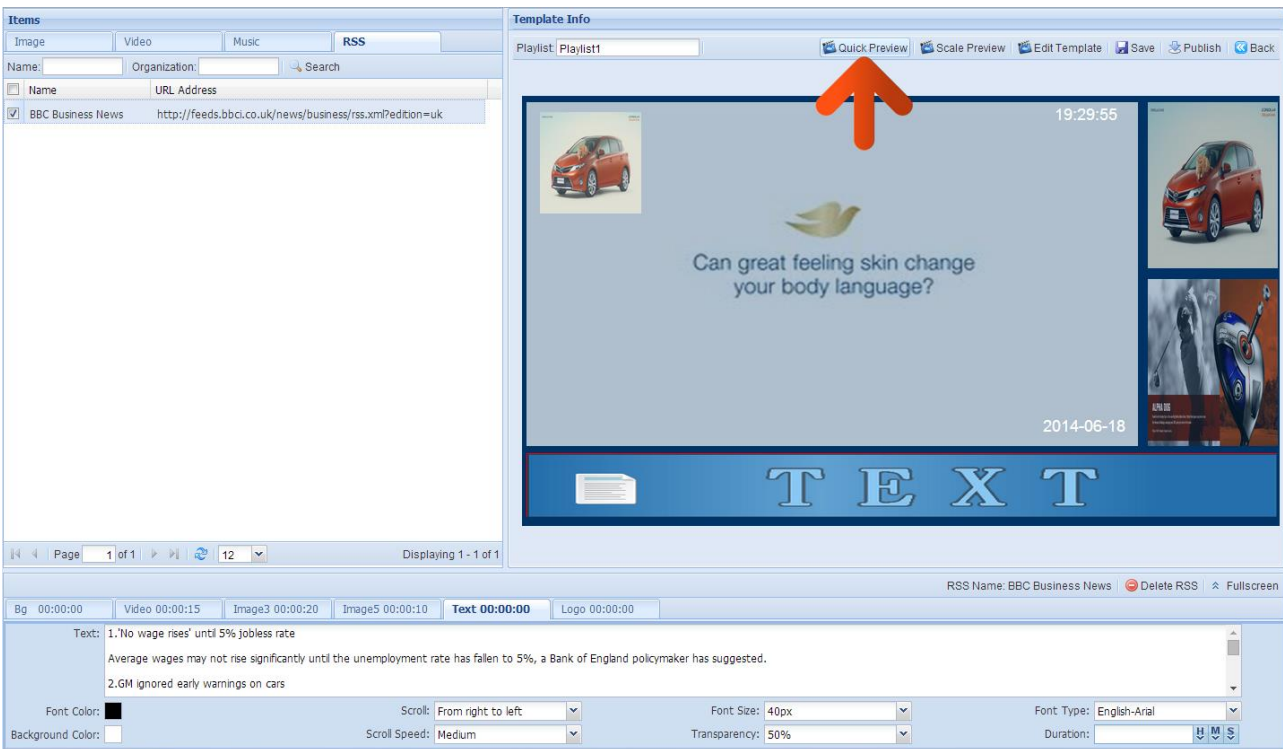 Items
Image Video Music RSS
Name: Organization: Search
Name URL Address
BBC Business News http://feeds.bbci.co.uk/news/business/rss.xml?edition=uk
Page 1 of 1 12 Displaying 1 - 1 of 1
Template Info
Playlist: Playlist1 Quick Preview Scale Preview Edit Template Save Publish Back
19:29:55
Can great feeling skin change
your body language?
2014-06-18
ALPHA DOG
TEXT
RSS Name: BBC Business News Delete RSS Fullscreen
Bg 00:00:00 Video 00:00:15 Image3 00:00:20 Image5 00:00:10 Text 00:00:00 Logo 00:00:00
Text: 1.'No wage rises' until 5% jobless rate
Average wages may not rise significantly until the unemployment rate has fallen to 5%, a Bank of England policymaker has suggested.
2.GM ignored early warnings on cars
Font Color: Scroll: From right to left Font Size: 40px Font Type: English-Arial
Background Color: Scroll Speed: Medium Transparency: 50% Duration: H M S